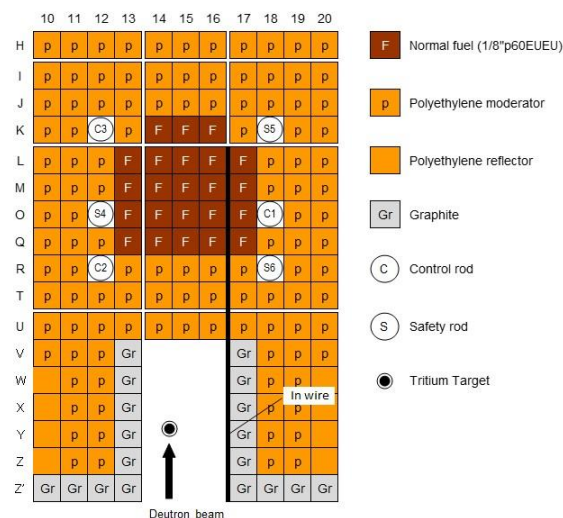 10 11 12 13 14 15 16 17 18 19 20
H p p p p p p p p p p p
I p p p p p p p p p p p
J p p p p p p p p p p p
K p p C3 p F F F p S5 p p
L p p p F F F F F p p p
M p p p F F F F F p p p
O p p S4 F F F F F C1 p p
Q p p p F F F F F p p p
R p p C2 p p p p p S6 p p
T p p p p p p p p p p p
U p p p p p p p p p p p
V p p p Gr Gr p p p
W p p Gr Gr p p
In wire
X p p Gr Gr p p
Y p p Gr Gr p p
Z p p Gr Gr p p
Z' Gr Gr Gr Gr Gr Gr Gr Gr
Deutron beam
F Normal fuel (1/8"p60EUEU)
p Polyethylene moderator
Polyethylene reflector
Gr Graphite
C Control rod
S Safety rod
Tritium Target